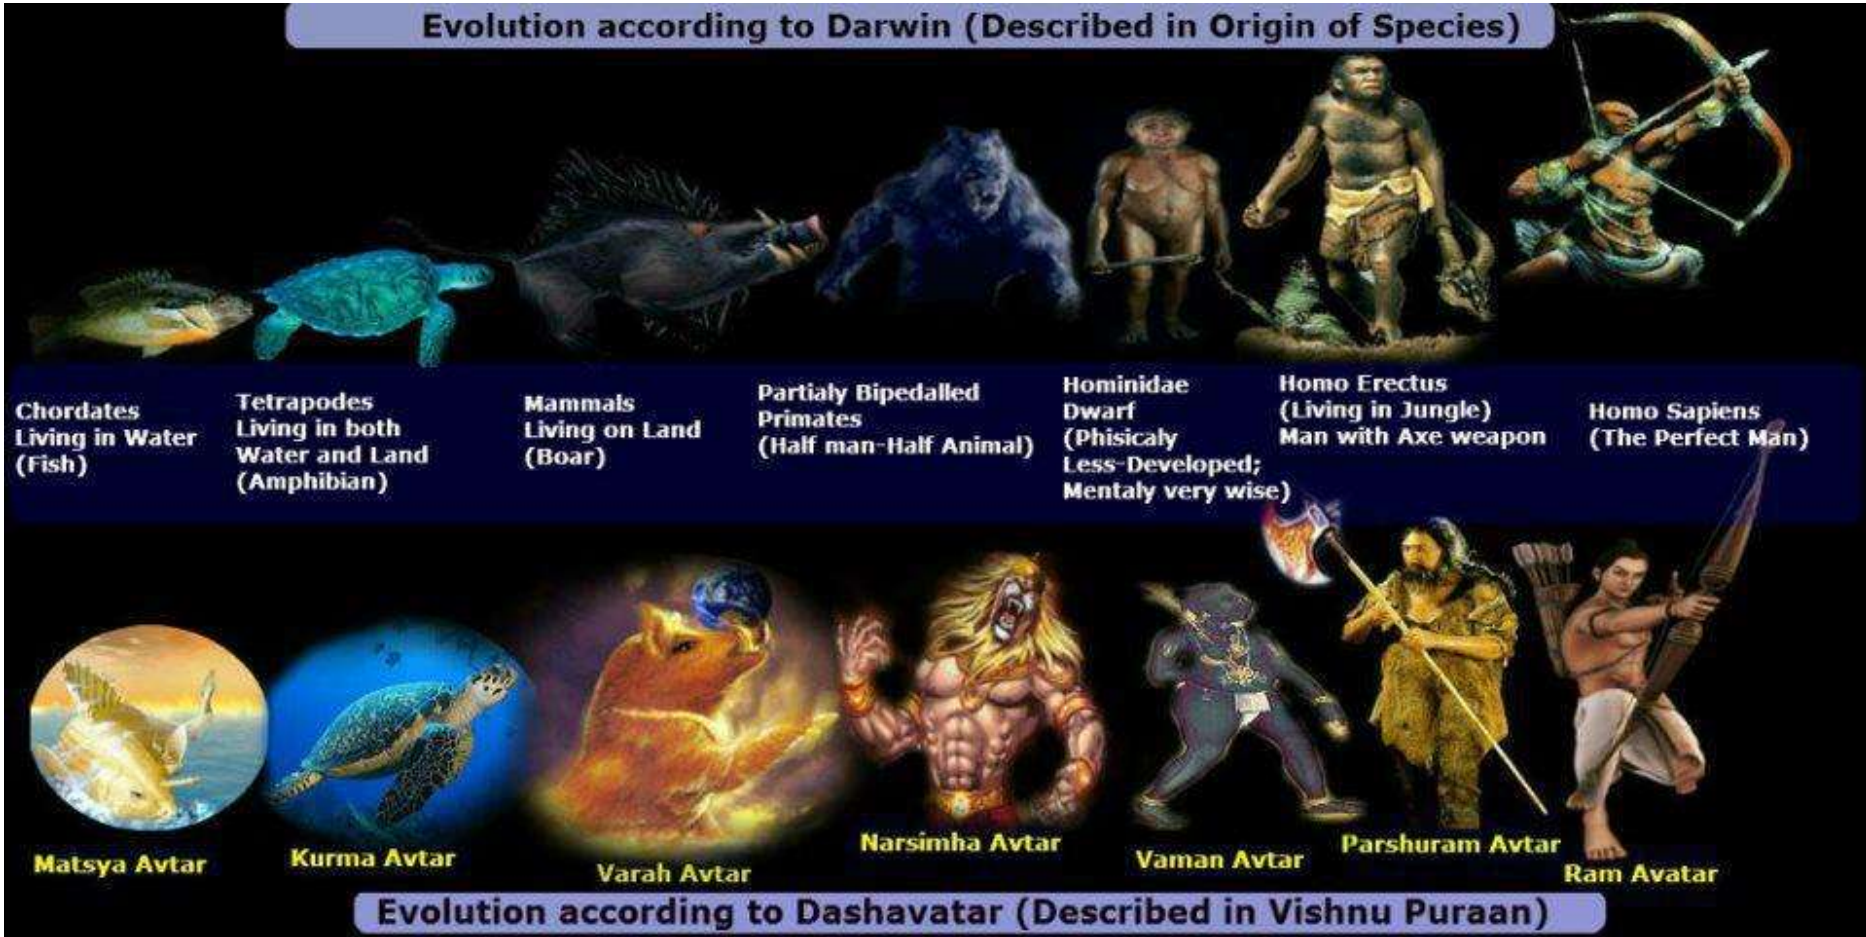 Evolution according to Darwin (Described in Origin of Species)
Chordates
Living in Water
(Fish)
Tetrapodes
Living in both
Water and Land
(Amphibian)
Mammals
Living on Land
(Boar)
Partialy Bipedalled
Primates
(Half man-Half Animal)
Hominidae
Dwarf
(Phisicaly
Less-Developed;
Mentaly very wise)
Homo Erectus
(Living in Jungle)
Man with Axe weapon
Homo Sapiens
(The Perfect Man)
Matsya Avtar
Kurma Avtar
Varah Avtar
Narsimha Avtar
Vaman Avtar
Parshuram Avtar
Ram Avatar
Evolution according to Dashavatar (Described in Vishnu Puraan)